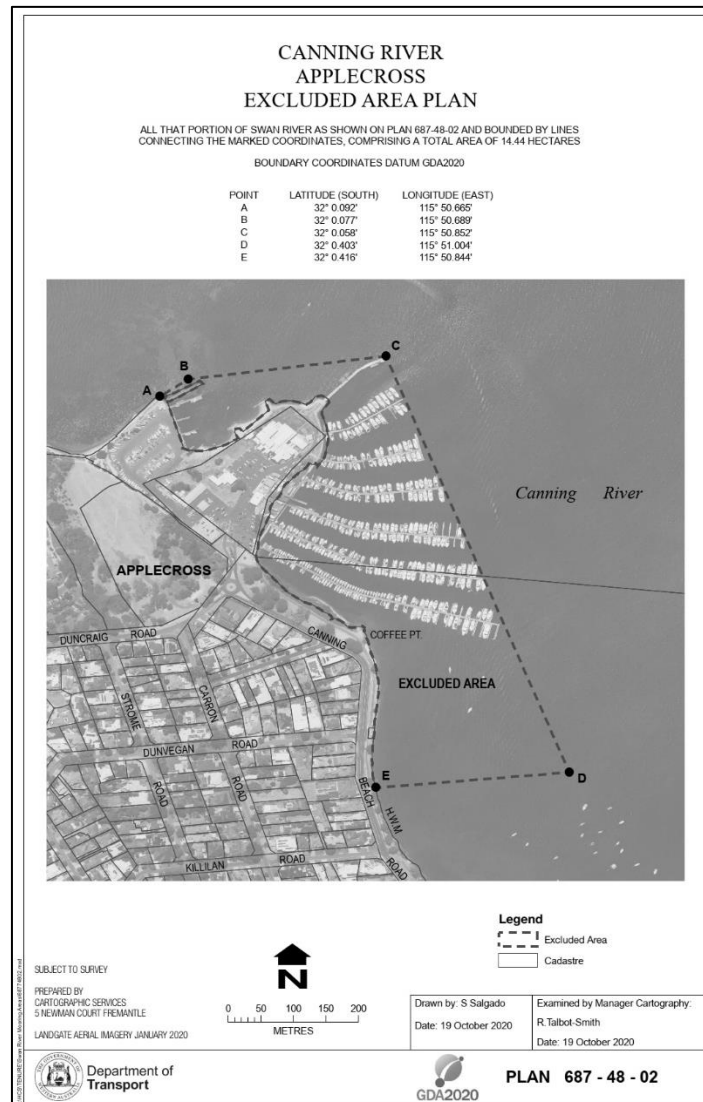 CANNING RIVER
APPLECROSS
EXCLUDED AREA PLAN
ALL THAT PORTION OF SWAN RIVER AS SHOWN ON PLAN 687-48-02 AND BOUNDED BY LINES
CONNECTING THE MARKED COORDINATES, COMPRISING A TOTAL AREA OF 14.44 HECTARES
BOUNDARY COORDINATES DATUM GDA2020
POINT LATITUDE (SOUTH) LONGITUDE (EAST)
A 32° 0.092' 115° 50.665'
B 32° 0.077' 115° 50.689'
C 32° 0.058' 115° 50.852'
D 32° 0.403' 115° 51.004'
E 32° 0.416' 115° 50.844'
C
B
A
Canning River
APPLECROSS
DUNCRAIG ROAD
CANNING
COFFEE PT.
STROME
CARRON
EXCLUDED AREA
DUNVEGAN ROAD
ROAD
ROAD
BEACH
E
D
H.W.M.
KILLILAN ROAD
ROAD
Legend
Excluded Area
Cadastre
SUBJECT TO SURVEY
PREPARED BY
CARTOGRAPHIC SERVICES
5 NEWMAN COURT FREMANTLE
LANDGATE AERIAL IMAGERY JANUARY 2020
N
0 50 100 150 200
METRES
Drawn by: S Salgado
Date: 19 October 2020
Examined by Manager Cartography:
R.Talbot-Smith
Date: 19 October 2020
Department of
Transport
GDA2020
PLAN 687 - 48 - 02